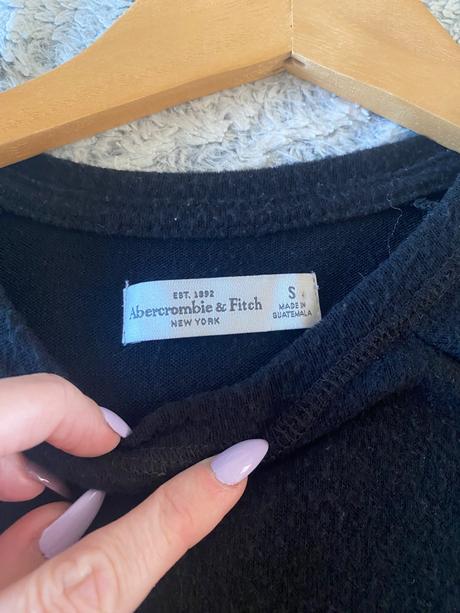 EST. 1892
Abercrombie & Fitch
NEW YORK
S
MADE IN
GUATEMALA